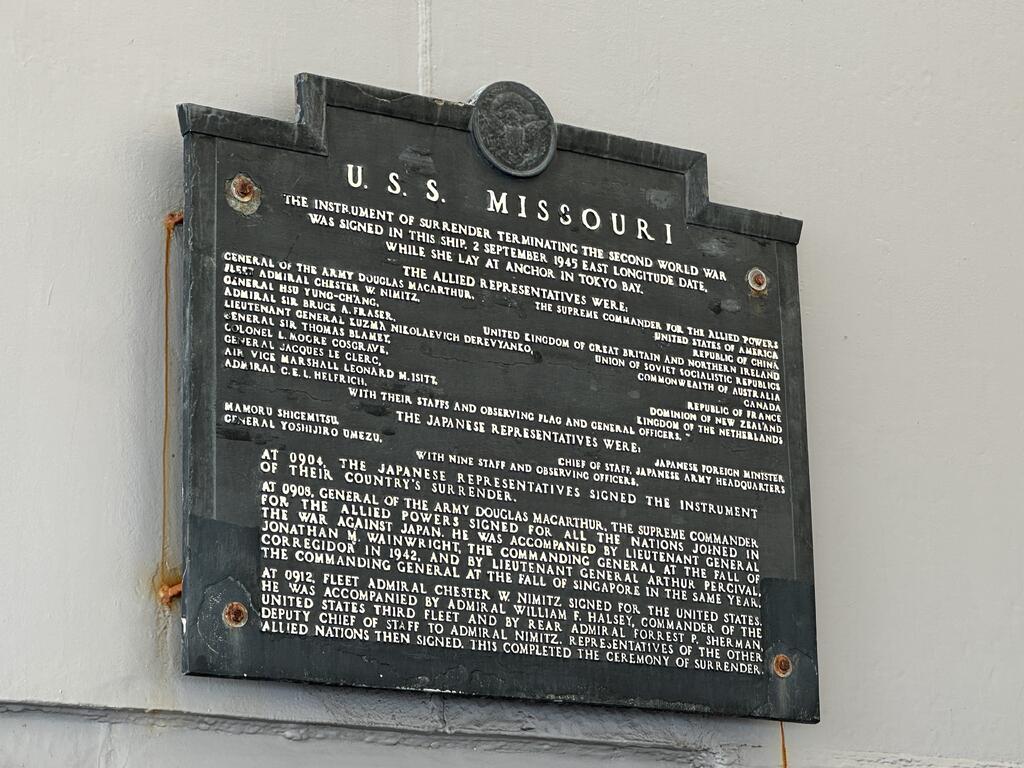 U. S. S. MISSOURI
THE INSTRUMENT OF SURRENDER TERMINATING THE SECOND WORLD WAR
WAS SIGNED IN THIS SHIP, 2 SEPTEMBER 1945 EAST LONGITUDE DATE,
WHILE SHE LAY AT ANCHOR IN TOKYO BAY.
THE ALLIED REPRESENTATIVES WERE:
GENERAL OF THE ARMY DOUGLAS MACARTHUR, THE SUPREME COMMANDER FOR THE ALLIED POWERS
FLEET ADMIRAL CHESTER W. NIMITZ, UNITED STATES OF AMERICA
GENERAL HSU YUNG-CH'ANG, REPUBLIC OF CHINA
ADMIRAL SIR BRUCE A. FRASER, UNITED KINGDOM OF GREAT BRITAIN AND NORTHERN IRELAND
LIEUTENANT GENERAL KUZMA NIKOLAEVICH DEREVYANKO, UNION OF SOVIET SOCIALISTIC REPUBLICS
GENERAL SIR THOMAS BLAMEY, COMMONWEALTH OF AUSTRALIA
COLONEL L. MOORE COSGRAVE, CANADA
GENERAL JACQUES LE CLERC, REPUBLIC OF FRANCE
AIR VICE MARSHALL LEONARD M. ISITT, DOMINION OF NEW ZEALAND
ADMIRAL C. E. L. HELFRICH, KINGDOM OF THE NETHERLANDS
WITH THEIR STAFFS AND OBSERVING FLAG AND GENERAL OFFICERS.
THE JAPANESE REPRESENTATIVES WERE:
MAMORU SHIGEMITSU, JAPANESE FOREIGN MINISTER
GENERAL YOSHIJIRO UMEZU, CHIEF OF STAFF, JAPANESE ARMY HEADQUARTERS
WITH NINE STAFF AND OBSERVING OFFICERS.
AT 0904, THE JAPANESE REPRESENTATIVES SIGNED THE INSTRUMENT
OF THEIR COUNTRY'S SURRENDER.
AT 0908, GENERAL OF THE ARMY DOUGLAS MACARTHUR, THE SUPREME COMMANDER
FOR THE ALLIED POWERS SIGNED FOR ALL THE NATIONS JOINED IN
THE WAR AGAINST JAPAN. HE WAS ACCOMPANIED BY LIEUTENANT GENERAL
JONATHAN M. WAINWRIGHT, THE COMMANDING GENERAL AT THE FALL OF
CORREGIDOR IN 1942, AND BY LIEUTENANT GENERAL ARTHUR PERCIVAL,
THE COMMANDING GENERAL AT THE FALL OF SINGAPORE IN THE SAME YEAR.
AT 0912, FLEET ADMIRAL CHESTER W. NIMITZ SIGNED FOR THE UNITED STATES.
HE WAS ACCOMPANIED BY ADMIRAL WILLIAM F. HALSEY, COMMANDER OF THE
UNITED STATES THIRD FLEET AND BY REAR ADMIRAL FORREST P. SHERMAN,
DEPUTY CHIEF OF STAFF TO ADMIRAL NIMITZ. REPRESENTATIVES OF THE OTHER
ALLIED NATIONS THEN SIGNED. THIS COMPLETED THE CEREMONY OF SURRENDER.